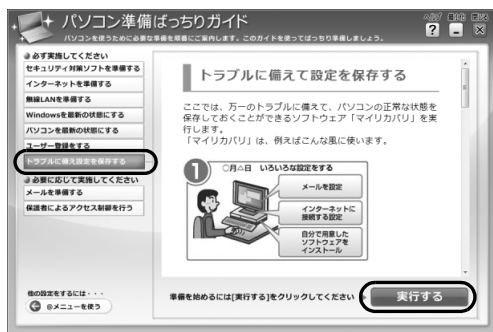 パソコン準備ばっちりガイド
パソコンを使うために必要な準備を順番にご案内します。このガイドを使ってばっちり準備しましょう。
ヘルプ 最小化 閉じる
必ず実施してください
セキュリティ対策ソフトを準備する
インターネットを準備する
無線LANを準備する
Windowsを最新の状態にする
パソコンを最新の状態にする
ユーザー登録をする
トラブルに備え設定を保存する
必要に応じて実施してください
メールを準備する
保護者によるアクセス制限を行う
他の設定をするには・・・
@メニューを使う
トラブルに備えて設定を保存する
ここでは、万一のトラブルに備えて、パソコンの正常な状態を
保存しておくことができるソフトウェア「マイリカバリ」を実
行します。
「マイリカバリ」は、例えばこんな風に使います。
1
○月△日 いろいろな設定をする
メールを設定
インターネットに
接続する設定
自分で用意した
ソフトウェアを
インストール
準備を始めるには[実行する]をクリックしてください
実行する